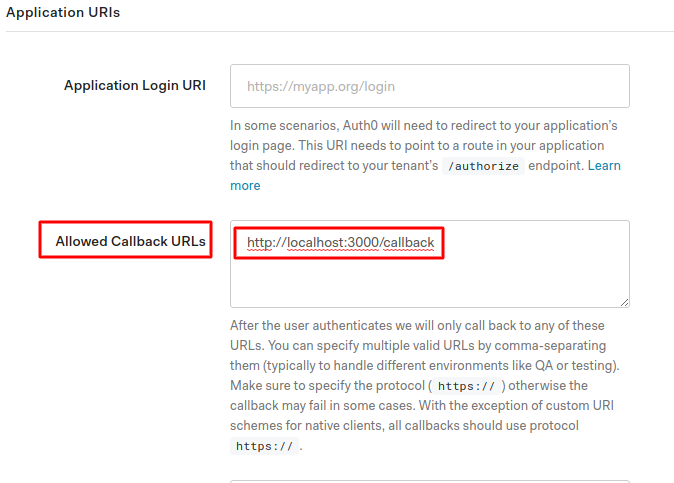 Application URIs
Application Login URI
https://myapp.org/login
In some scenarios, Auth0 will need to redirect to your application's
login page. This URI needs to point to a route in your application
that should redirect to your tenant's /authorize endpoint. Learn
more
Allowed Callback URLs
http://localhost:3000/callback
After the user authenticates we will only call back to any of these
URLs. You can specify multiple valid URLs by comma-separating
them (typically to handle different environments like QA or testing).
Make sure to specify the protocol ( https:// ) otherwise the
callback may fail in some cases. With the exception of custom URI
schemes for native clients, all callbacks should use protocol
https:// .